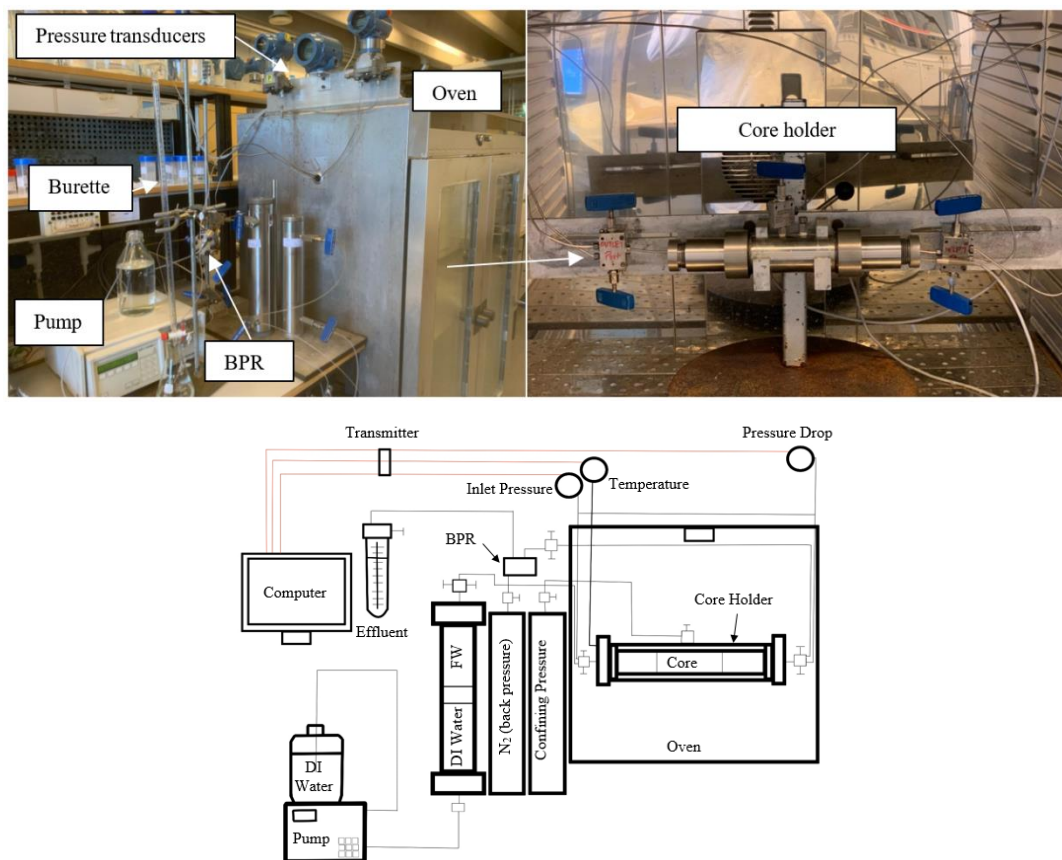 Pressure transducers
Oven
Burette
Pump
BPR
Core holder
Transmitter
Pressure Drop
Inlet Pressure
Temperature
BPR
Computer
Effluent
Core Holder
FW
DI Water
N₂ (back pressure)
Confining Pressure
Core
Oven
DI
Water
Pump